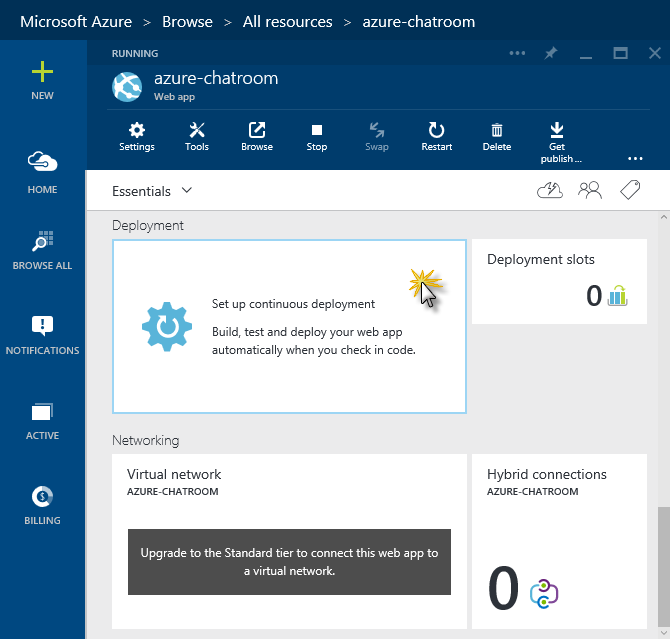 Microsoft Azure > Browse > All resources > azure-chatroom
NEW
HOME
BROWSE ALL
NOTIFICATIONS
ACTIVE
BILLING
RUNNING
azure-chatroom
Web app
Settings
Tools
Browse
Stop
Swap
Restart
Delete
Get
publish ...
Essentials
Deployment
Set up continuous deployment
Build, test and deploy your web app
automatically when you check in code.
Deployment slots
0
Networking
Virtual network
AZURE-CHATROOM
Upgrade to the Standard tier to connect this web app to
a virtual network.
Hybrid connections
AZURE-CHATROOM
0